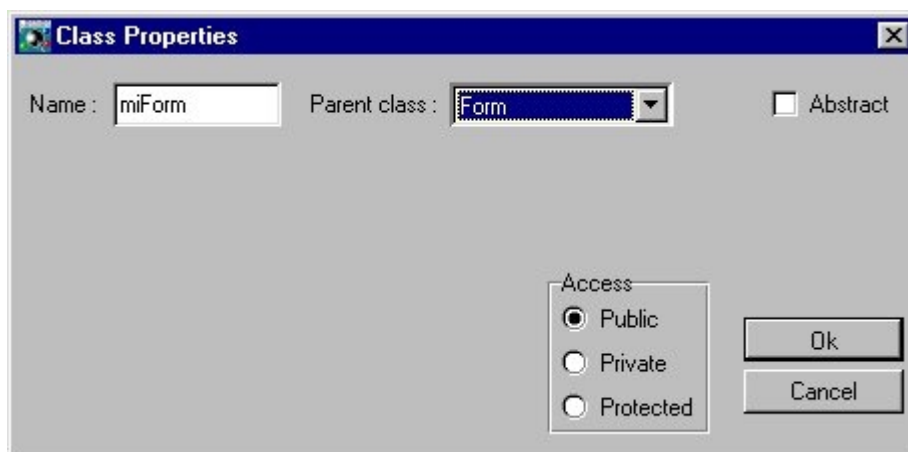 Class Properties
Name : miForm Parent class : Form Abstract
Access
Public
Private
Protected
Ok
Cancel